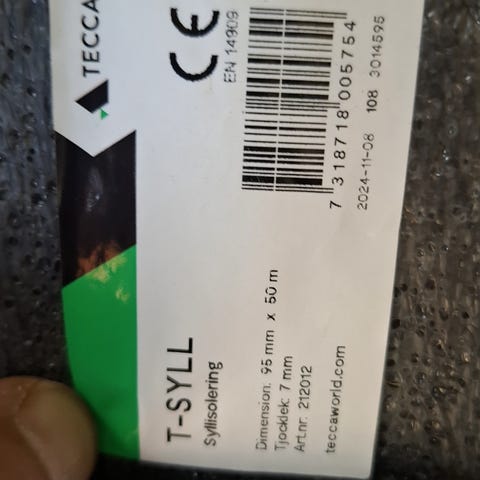 TECCA
T-SYLL
Syllisolering
CE
EN 14909
Dimension: 95 mm x 50 m
Tjocklek: 7 mm
Art.nr: 212012
teccaworld.com
7 318718 005754
2024-11-08 108 3014595